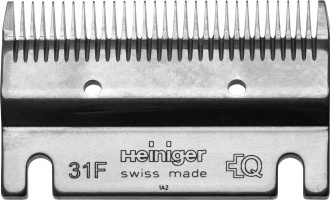 Heiniger
31F
swiss made
1A2